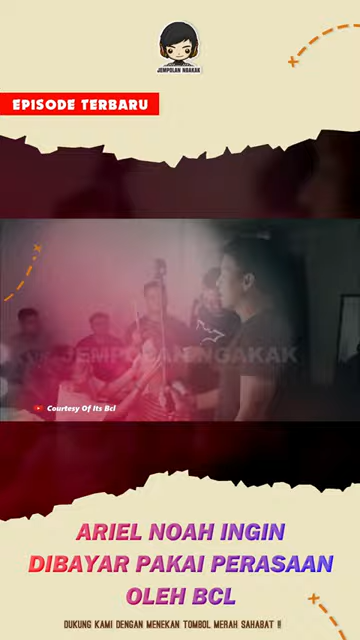 JEMPOLAN NGAKAK
EPISODE TERBARU
JEMPOLAN NGAKAK
Courtesy Of Its Bcl
ARIEL NOAH INGIN
DIBAYAR PAKAI PERASAAN
OLEH BCL
DUKUNG KAMI DENGAN MENEKAN TOMBOL MERAH SAHABAT !!